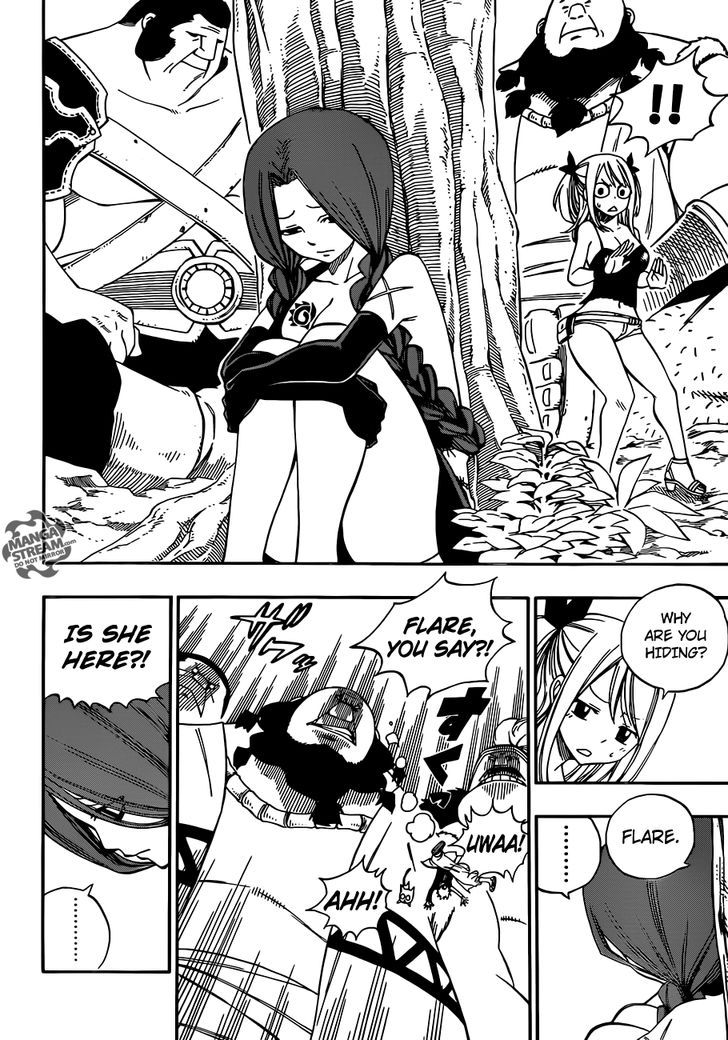 !!
MANGA
STREAM.com
DO NOT MIRROR!
WHY
ARE YOU
HIDING?
FLARE.
..........
FLARE,
YOU SAY?!
UWAA!
AHH!
IS SHE
HERE?!
..........